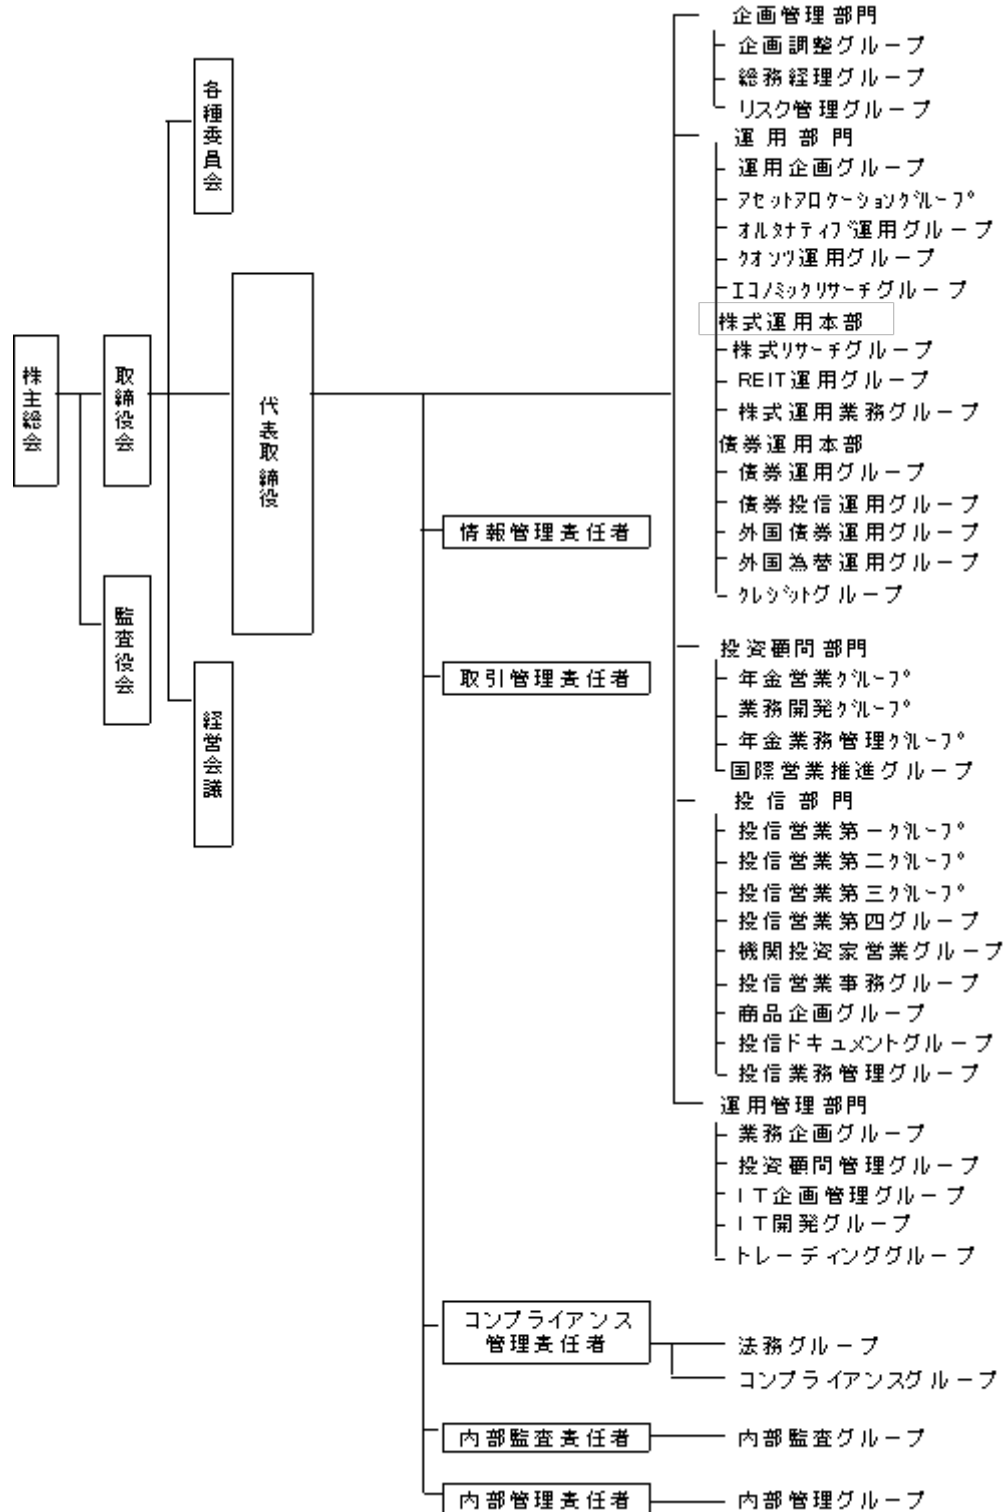 株主総会
取締役会
監査役会
各種委員会
経営会議
代表取締役
情報管理責任者
取引管理責任者
企画管理部門
企画調整グループ
総務経理グループ
リスク管理グループ
運用部門
運用企画グループ
ｱｾｯﾄｱﾛｹｰｼｮﾝｸﾞﾙｰﾌﾟ
ｵﾙﾀﾅﾃｨﾌﾞ運用グループ
ｸｵﾝﾂ運用グループ
ｴｺﾉﾐｯｸﾘｻｰﾁグループ
株式運用本部
株式ﾘｻｰﾁグループ
REIT運用グループ
株式運用業務グループ
債券運用本部
債券運用グループ
債券投信運用グループ
外国債券運用グループ
外国為替運用グループ
ｸﾚｼﾞｯﾄグループ
投資顧問部門
年金営業ｸﾞﾙｰﾌﾟ
業務開発ｸﾞﾙｰﾌﾟ
年金業務管理ｸﾞﾙｰﾌﾟ
国際営業推進グループ
投信部門
投信営業第一ｸﾞﾙｰﾌﾟ
投信営業第二ｸﾞﾙｰﾌﾟ
投信営業第三ｸﾞﾙｰﾌﾟ
投信営業第四グループ
機関投資家営業グループ
投信営業事務グループ
商品企画グループ
投信ドキュメントグループ
投信業務管理グループ
運用管理部門
業務企画グループ
投資顧問管理グループ
ＩＴ企画管理グループ
ＩＴ開発グループ
トレーディンググループ
コンプライアンス
管理責任者
法務グループ
コンプライアンスグループ
内部監査責任者
内部監査グループ
内部管理責任者
内部管理グループ